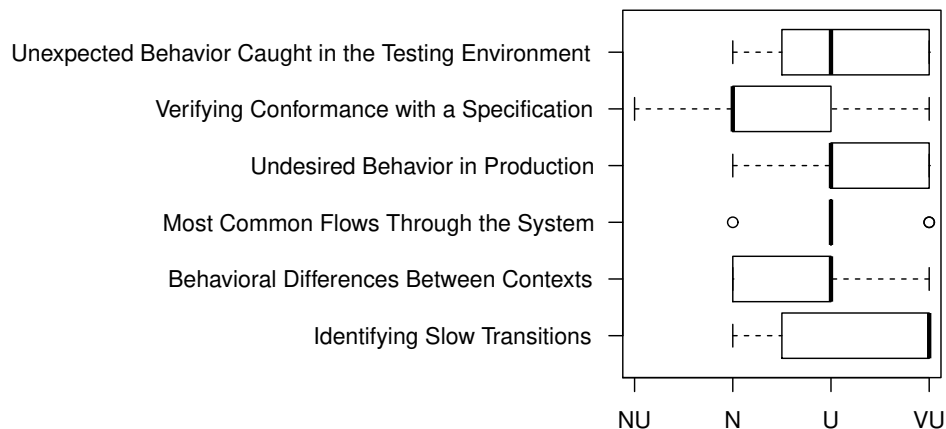 Unexpected Behavior Caught in the Testing Environment
Verifying Conformance with a Specification
Undesired Behavior in Production
Most Common Flows Through the System
Behavioral Differences Between Contexts
Identifying Slow Transitions
NU N U VU